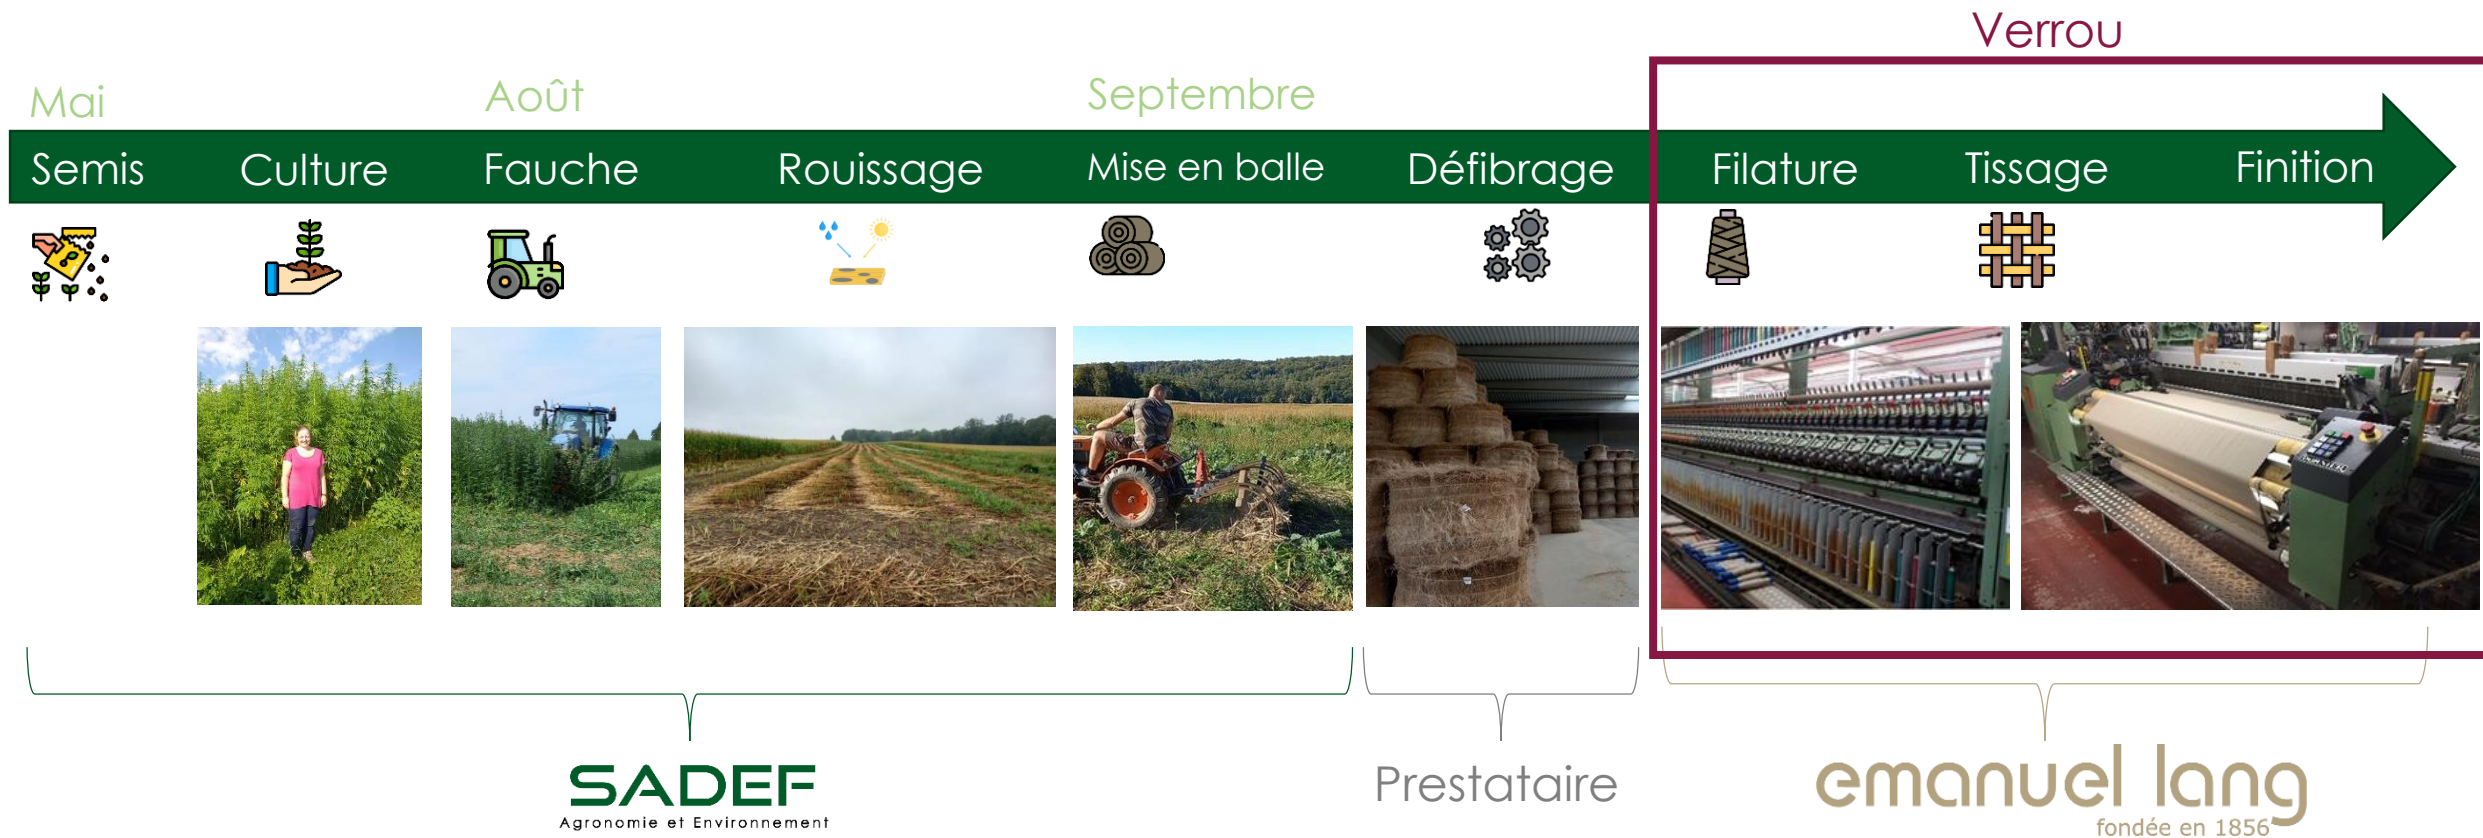 Verrou
Mai
Août
Septembre
Semis
Culture
Fauche
Rouissage
Mise en balle
Défibrage
Filature
Tissage
Finition
SADEF
Agronomie et Environnement
Prestataire
emanuel lang
fondée en 1856